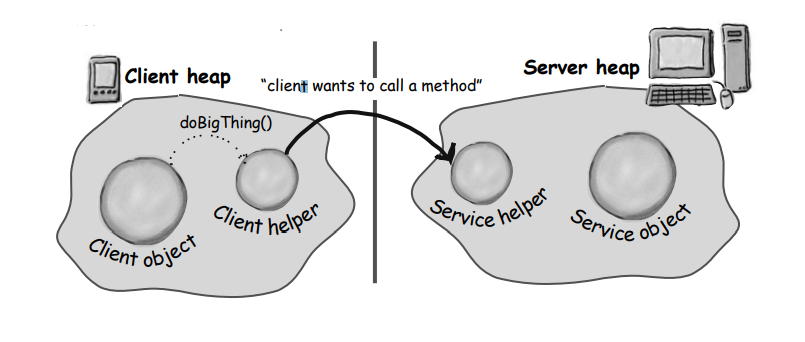 Client heap
Server heap
“client wants to call a method”
doBigThing()
Client object
Client helper
Service helper
Service object